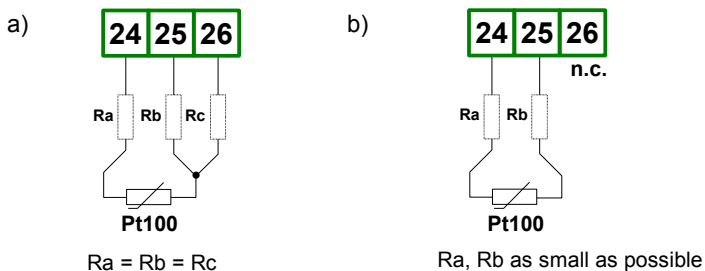 a)
24 25 26
Ra Rb Rc
Pt100
Ra = Rb = Rc
b)
24 25 26
n.c.
Ra Rb
Pt100
Ra, Rb as small as possible